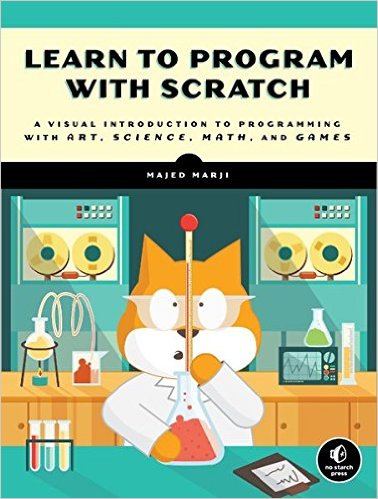 LEARN TO PROGRAM
WITH SCRATCH
A VISUAL INTRODUCTION TO PROGRAMMING
WITH ART, SCIENCE, MATH, AND GAMES
MAJED MARJI
no starch
press